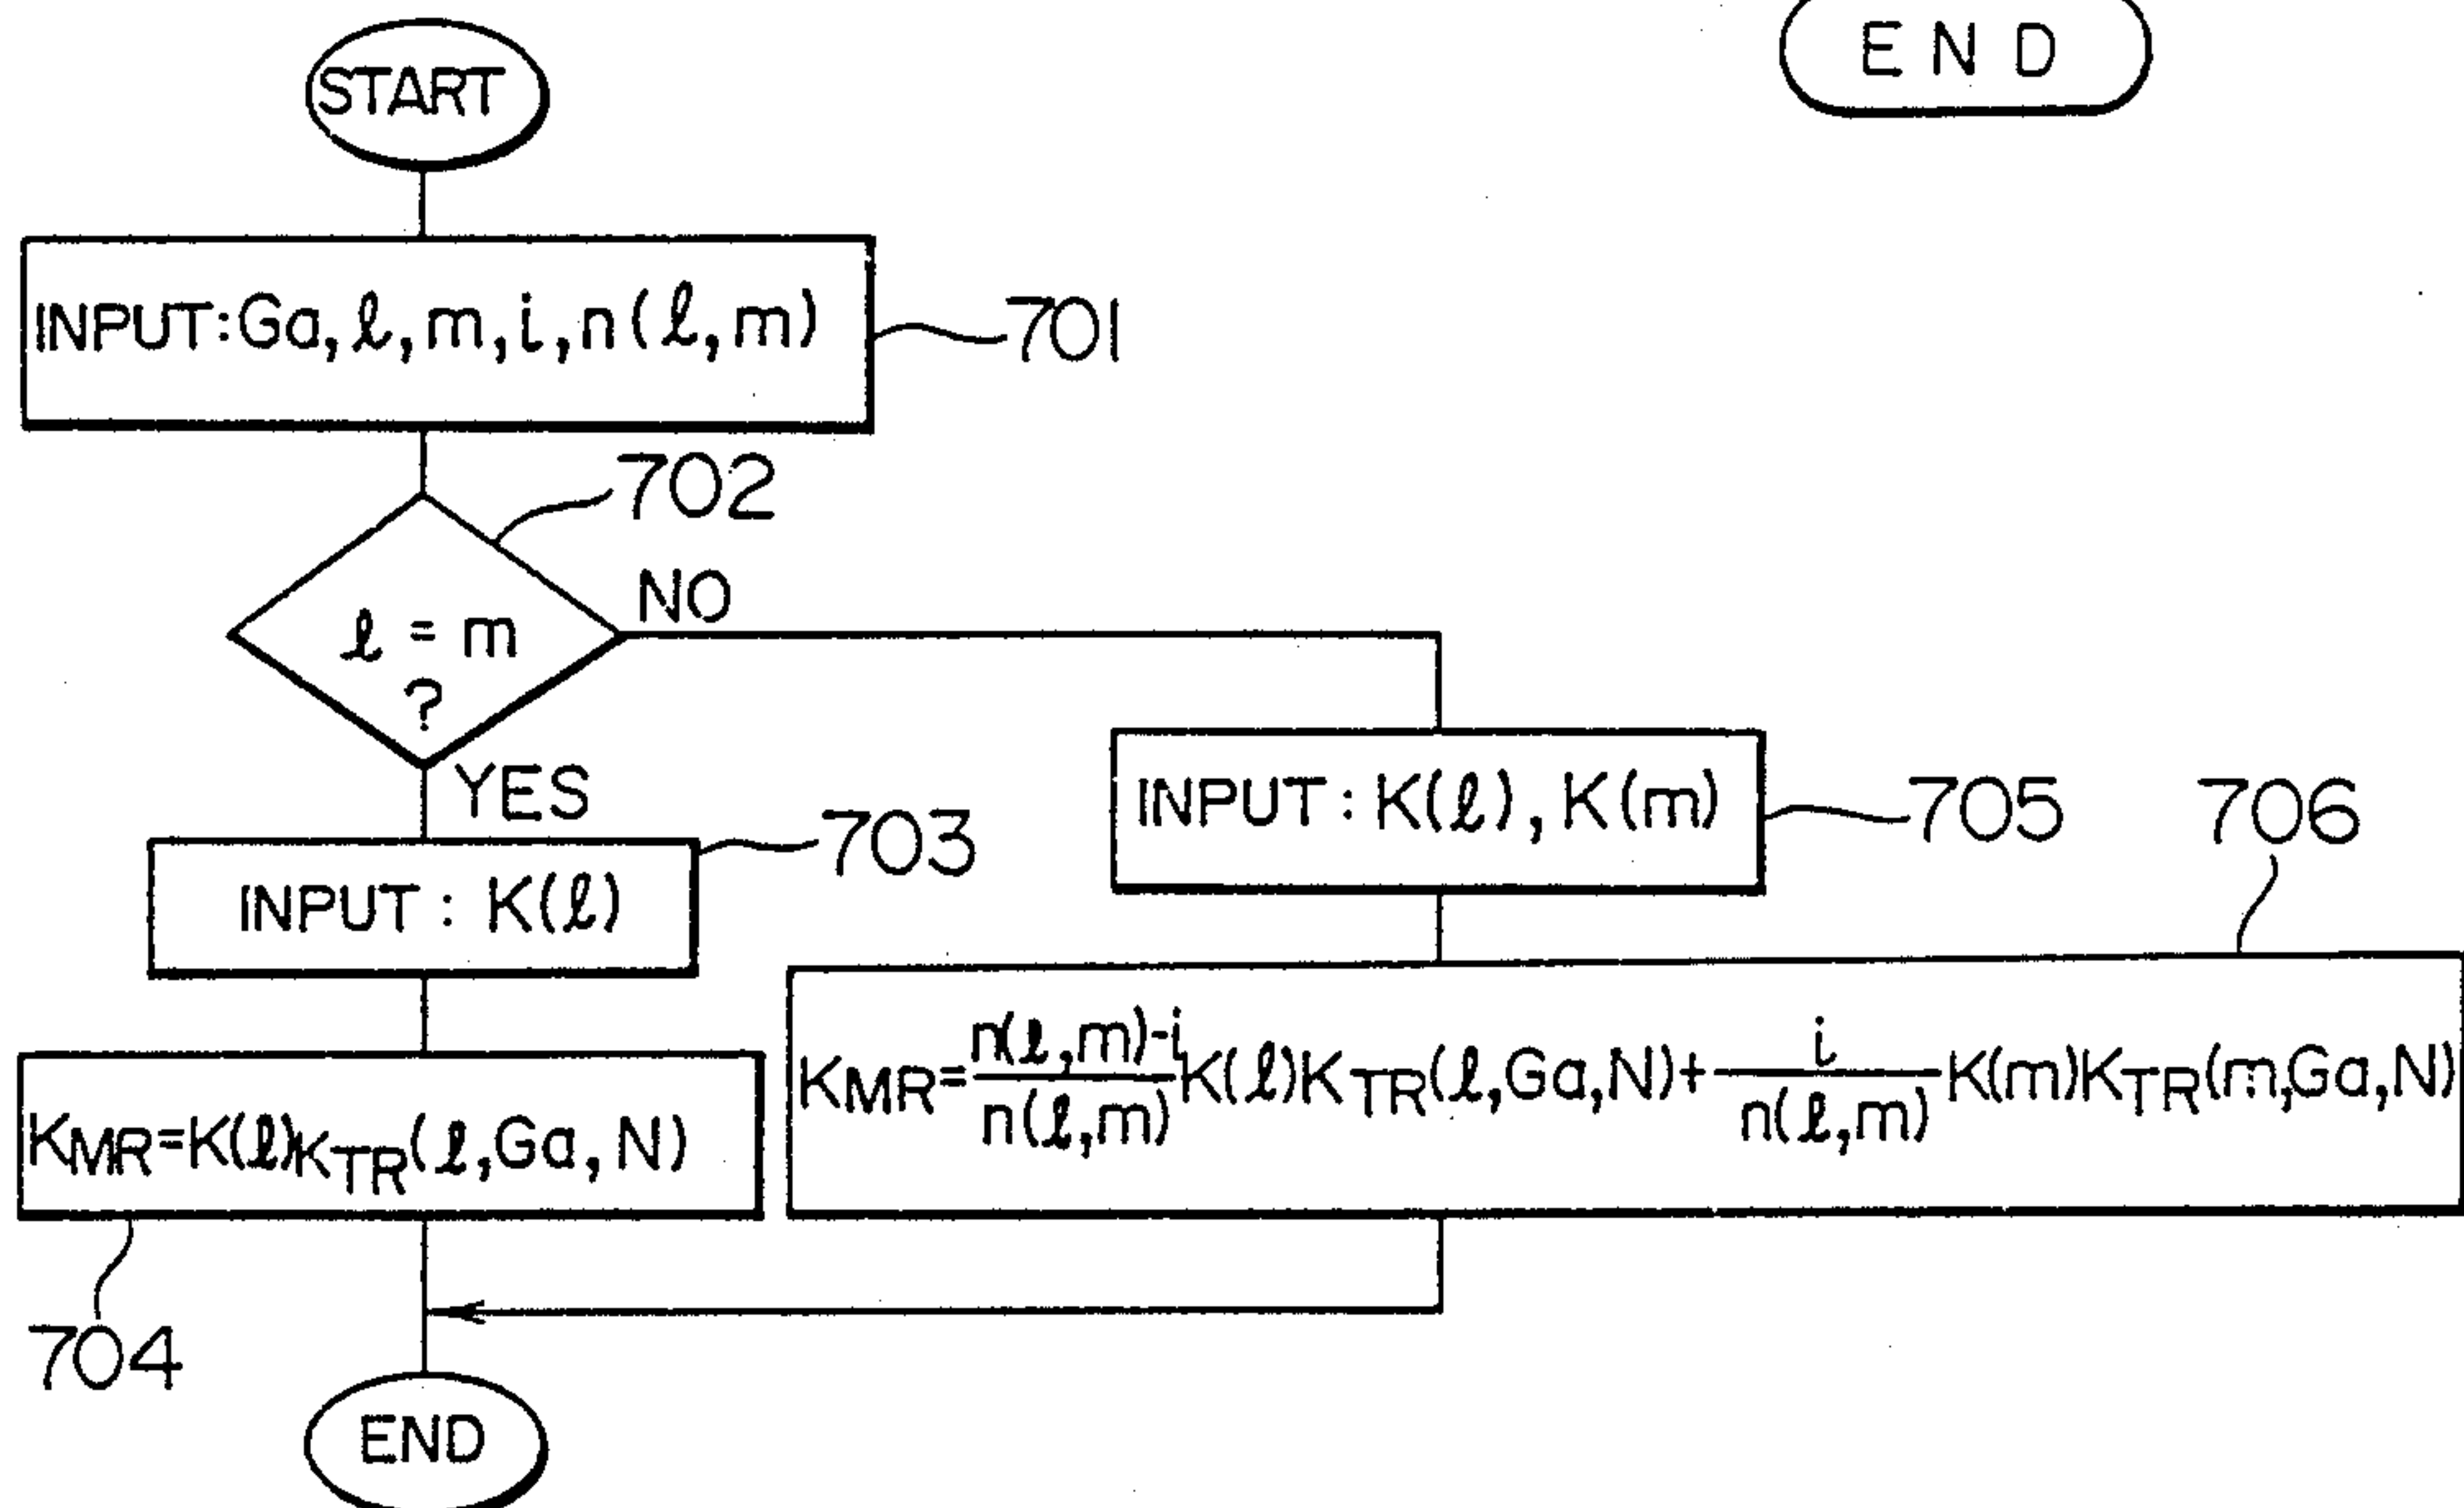 START
E N D
INPUT:Ga,ℓ,m,i,n(ℓ,m)
701
702
ℓ = m
?
NO
YES
INPUT : K(ℓ)
703
INPUT : K(ℓ), K(m)
705
706
KMR=K(ℓ)KTR(ℓ,Ga,N)
704
KMR=n(ℓ,m)-i/n(ℓ,m) K(ℓ)KTR(ℓ,Ga,N)+i/n(ℓ,m) K(m)KTR(m,Ga,N)
END